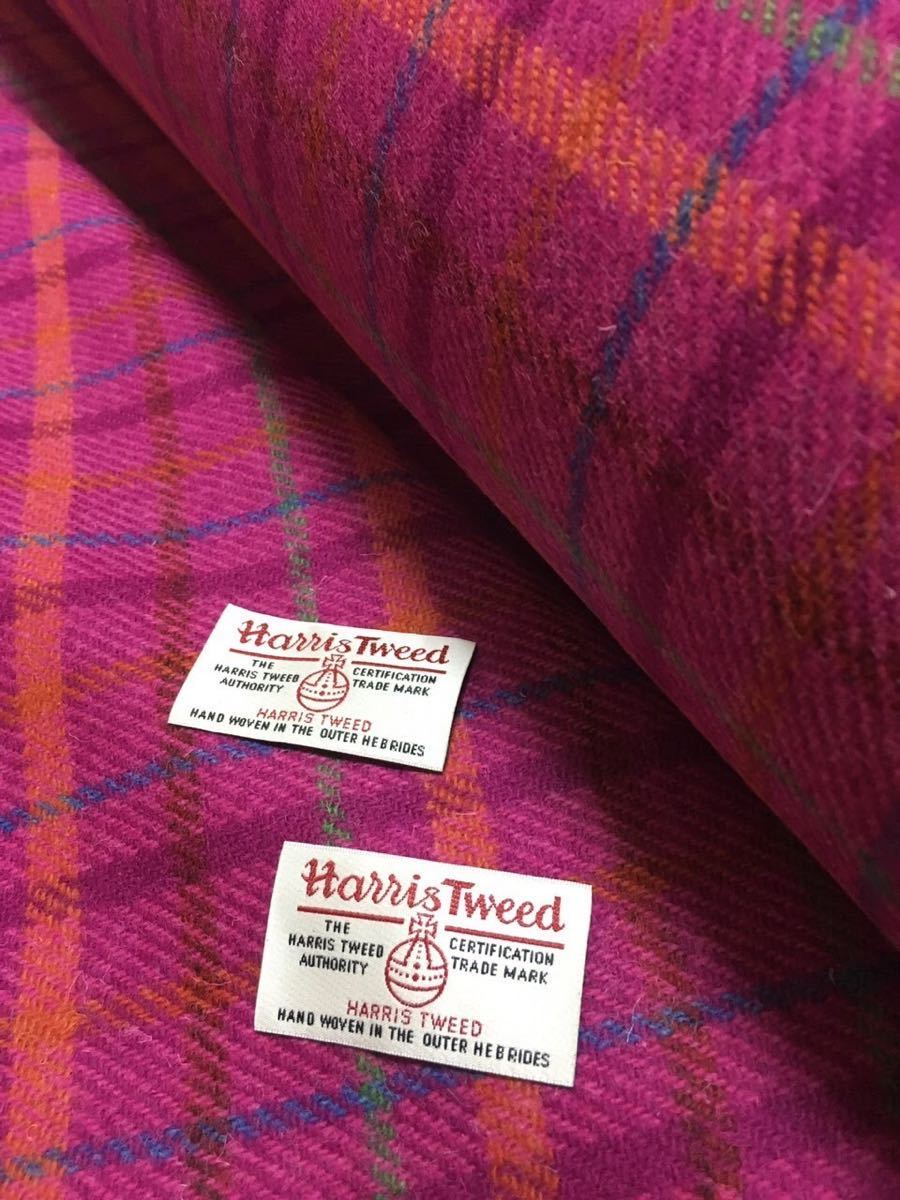 Harris Tweed
THE HARRIS TWEED AUTHORITY
CERTIFICATION TRADE MARK
HARRIS TWEED
HAND WOVEN IN THE OUTER HEBRIDES
Harris Tweed
THE HARRIS TWEED AUTHORITY
CERTIFICATION TRADE MARK
HARRIS TWEED
HAND WOVEN IN THE OUTER HEBRIDES